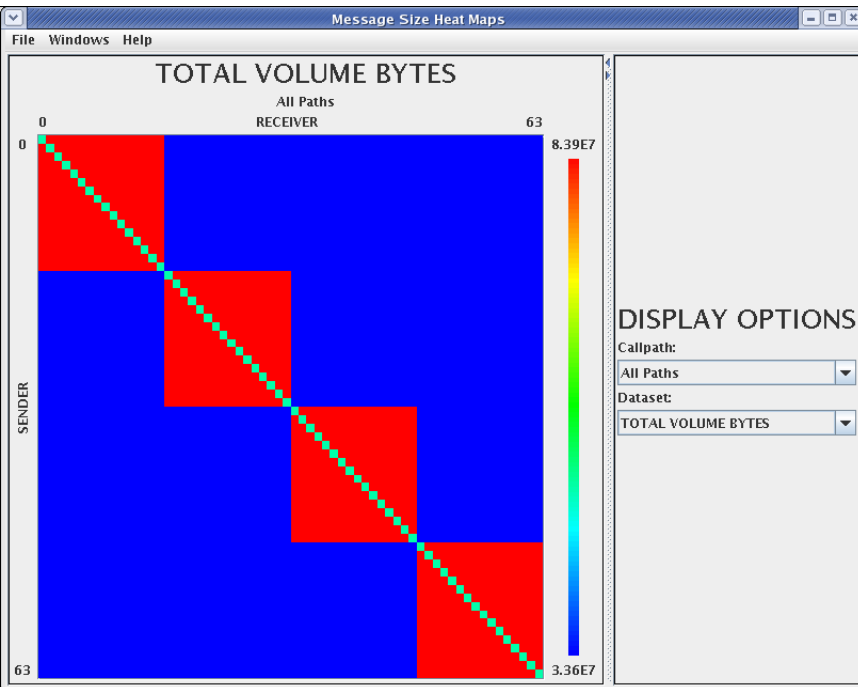 Message Size Heat Maps
File Windows Help
TOTAL VOLUME BYTES
All Paths
0 RECEIVER 63
0
8.39E7
SENDER
63
3.36E7
DISPLAY OPTIONS
Callpath:
All Paths
Dataset:
TOTAL VOLUME BYTES